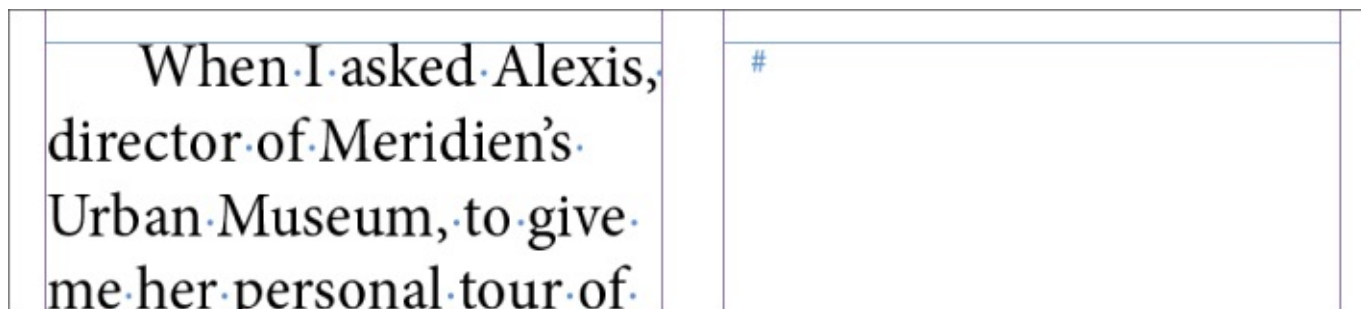 When I asked Alexis,
director of Meridien’s
Urban Museum, to give
me her personal tour of
#